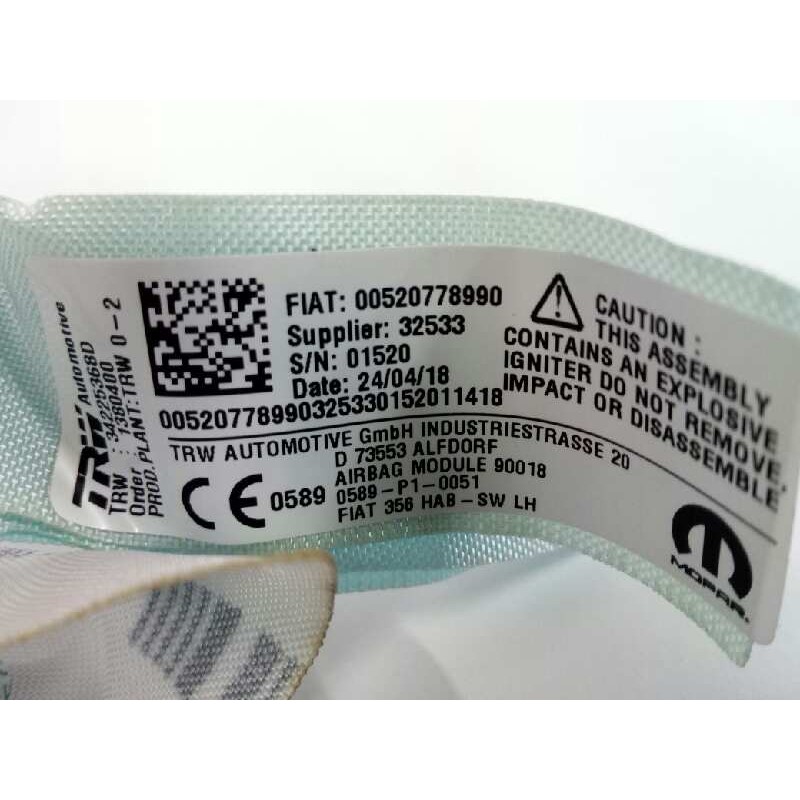 TRW Automotive
TRW : 34225368D
Order : 71380400
PROD.PLANT:TRW 0-2
FIAT: 00520778990
Supplier: 32533
S/N: 01520
Date: 24/04/18
00520778990325330152011418
CAUTION :
THIS ASSEMBLY
CONTAINS AN EXPLOSIVE
IGNITER DO NOT REMOVE,
IMPACT OR DISASSEMBLE
TRW AUTOMOTIVE GmbH INDUSTRIESTRASSE 20
D 73553 ALFDORF
AIRBAG MODULE 90018
CE 0589 0589-P1-0051
FIAT 356 HAB-SW LH
MOPAR.